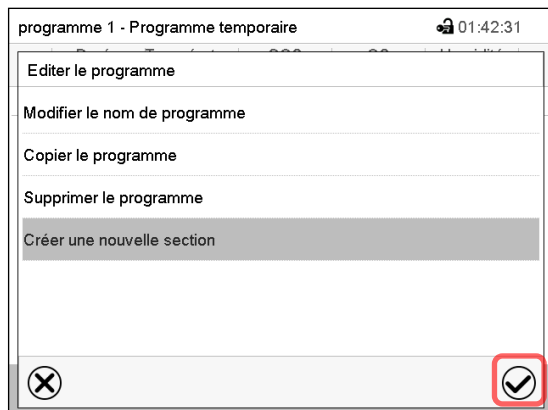 programme 1 - Programme temporaire 01:42:31
Editer le programme
Modifier le nom de programme
Copier le programme
Supprimer le programme
Créer une nouvelle section